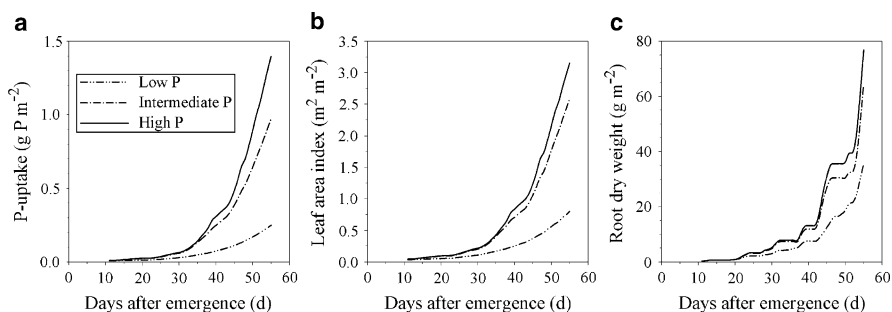 a
b
c
P-uptake (g P m⁻²)
1.5
1.0
0.5
0.0
Low P
Intermediate P
High P
0 10 20 30 40 50 60
Days after emergence (d)
Leaf area index (m² m⁻²)
3.5
3.0
2.5
2.0
1.5
1.0
0.5
0.0
0 10 20 30 40 50 60
Days after emergence (d)
Root dry weight (g m⁻²)
80
60
40
20
0
0 10 20 30 40 50 60
Days after emergence (d)